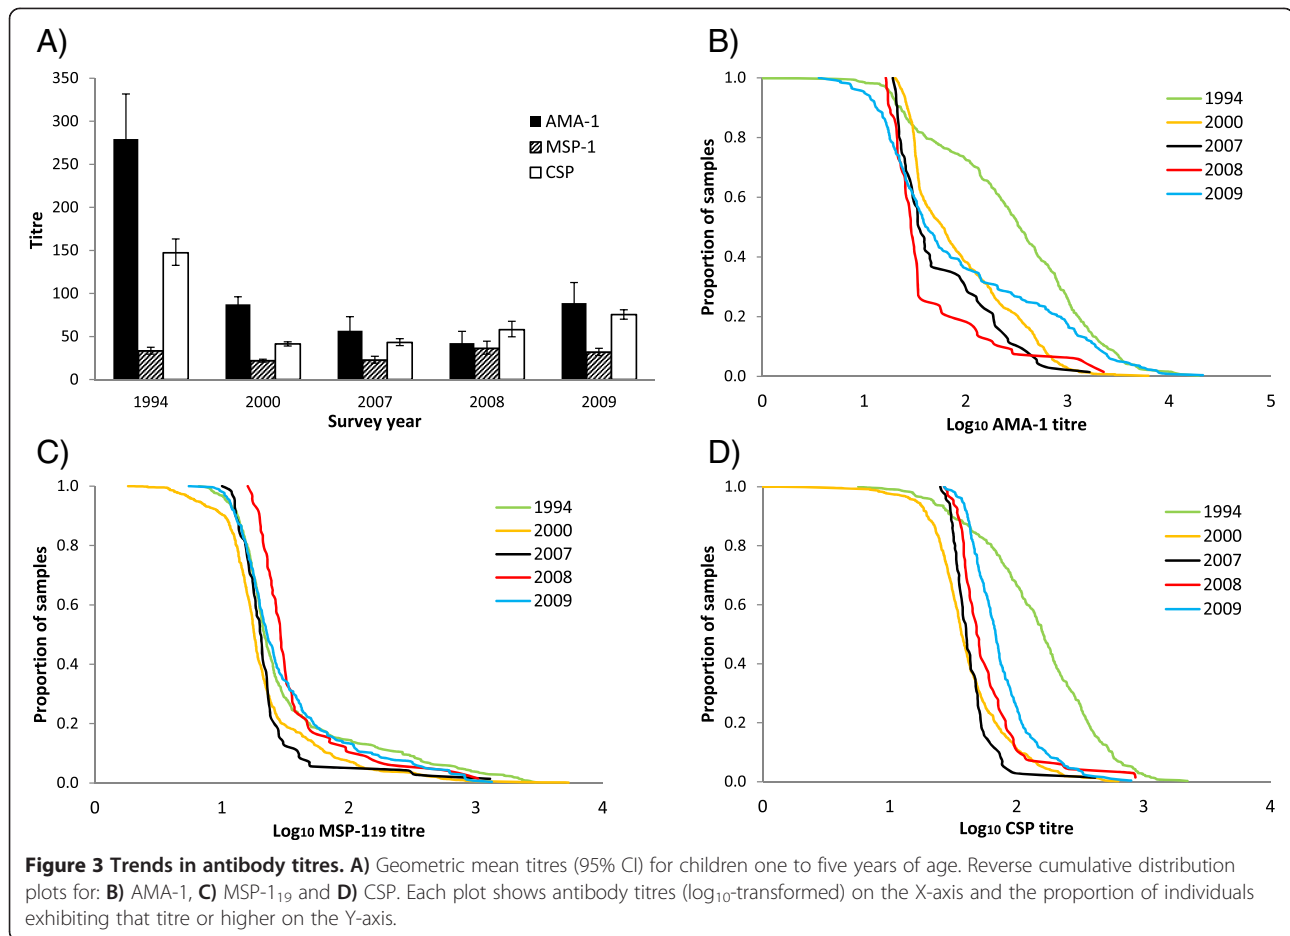 A)
350
300
250
200
150
100
50
0
Titre
AMA-1
MSP-1
CSP
1994 2000 2007 2008 2009
Survey year
B)
1.0
0.8
0.6
0.4
0.2
0.0
Proportion of samples
1994
2000
2007
2008
2009
0 1 2 3 4 5
Log10 AMA-1 titre
C)
1.0
0.8
0.6
0.4
0.2
0.0
Proportion of samples
1994
2000
2007
2008
2009
0 1 2 3 4
Log10 MSP-119 titre
D)
1.0
0.8
0.6
0.4
0.2
0.0
Proportion of samples
1994
2000
2007
2008
2009
0 1 2 3 4
Log10 CSP titre
Figure 3 Trends in antibody titres. A) Geometric mean titres (95% CI) for children one to five years of age. Reverse cumulative distribution
plots for: B) AMA-1, C) MSP-119 and D) CSP. Each plot shows antibody titres (log10-transformed) on the X-axis and the proportion of individuals
exhibiting that titre or higher on the Y-axis.